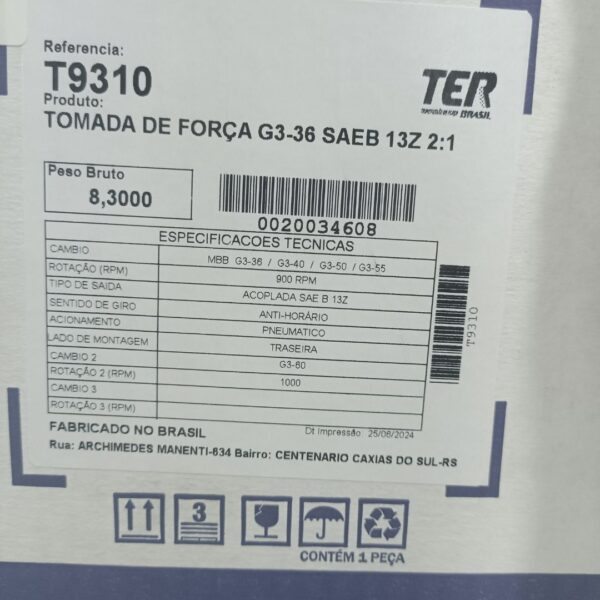 Referencia:
T9310
TER
BRASIL
Produto:
TOMADA DE FORÇA G3-36 SAEB 13Z 2:1
Peso Bruto
8,3000
0020034608
ESPECIFICACOES TECNICAS
CAMBIO MBB G3-36 / G3-40 / G3-50 / G3-55
ROTAÇÃO (RPM) 900 RPM
TIPO DE SAIDA ACOPLADA SAE B 13Z
SENTIDO DE GIRO ANTI-HORÁRIO
ACIONAMENTO PNEUMATICO
LADO DE MONTAGEM TRASEIRA
CAMBIO 2 G3-60
ROTAÇÃO 2 (RPM) 1000
CAMBIO 3
ROTAÇÃO 3 (RPM)
T9310
FABRICADO NO BRASIL Dt Impressão 25/06/2024
Rua: ARCHIMEDES MANENTI-634 Bairro: CENTENARIO CAXIAS DO SUL-RS
3
CONTÉM 1 PEÇA